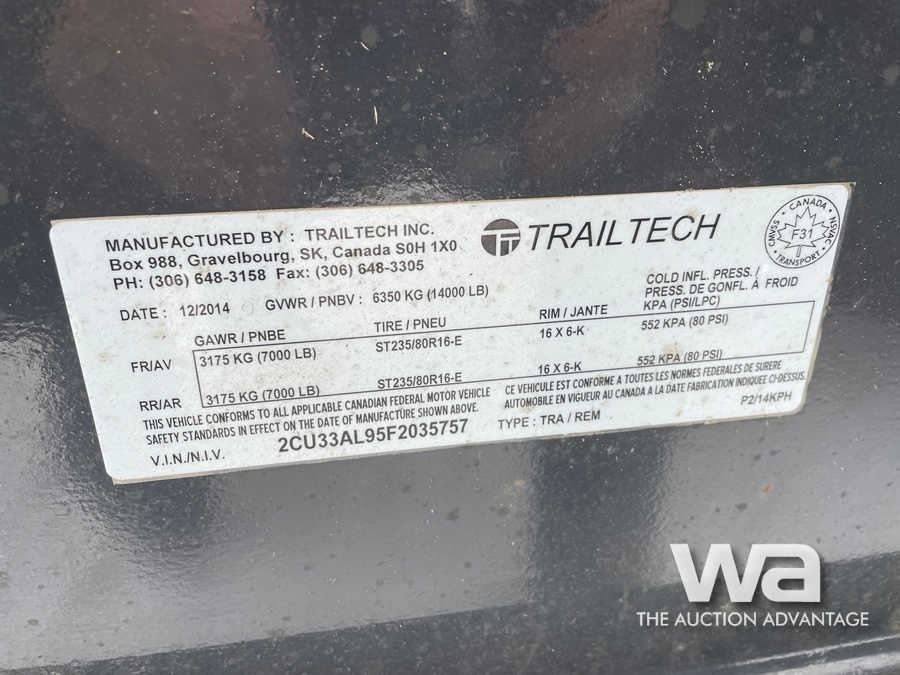 MANUFACTURED BY : TRAILTECH INC.
Box 988, Gravelbourg, SK, Canada S0H 1X0
PH: (306) 648-3158 Fax: (306) 648-3305
TRAILTECH
CANADA
CMVSS NSVAC
F31
TRANSPORT
DATE : 12/2014 GVWR / PNBV : 6350 KG (14000 LB)
COLD INFL. PRESS./
PRESS. DE GONFL. À FROID
KPA (PSI/LPC)
GAWR / PNBE TIRE / PNEU RIM / JANTE
FR/AV 3175 KG (7000 LB) ST235/80R16-E 16 X 6-K 552 KPA (80 PSI)
RR/AR 3175 KG (7000 LB) ST235/80R16-E 16 X 6-K 552 KPA (80 PSI)
THIS VEHICLE CONFORMS TO ALL APPLICABLE CANADIAN FEDERAL MOTOR VEHICLE
SAFETY STANDARDS IN EFFECT ON THE DATE OF MANUFACTURE SHOWN ABOVE.
CE VEHICULE EST CONFORME A TOUTES LES NORMES FEDERALES DE SURERE
AUTOMOBILE EN VIGUEUR AU CANADA A LA DATE FABRICATION INDIQUEE CI-DESSUS.
V.I.N./N.I.V. 2CU33AL95F2035757 TYPE : TRA / REM P2/14KPH
wa
THE AUCTION ADVANTAGE